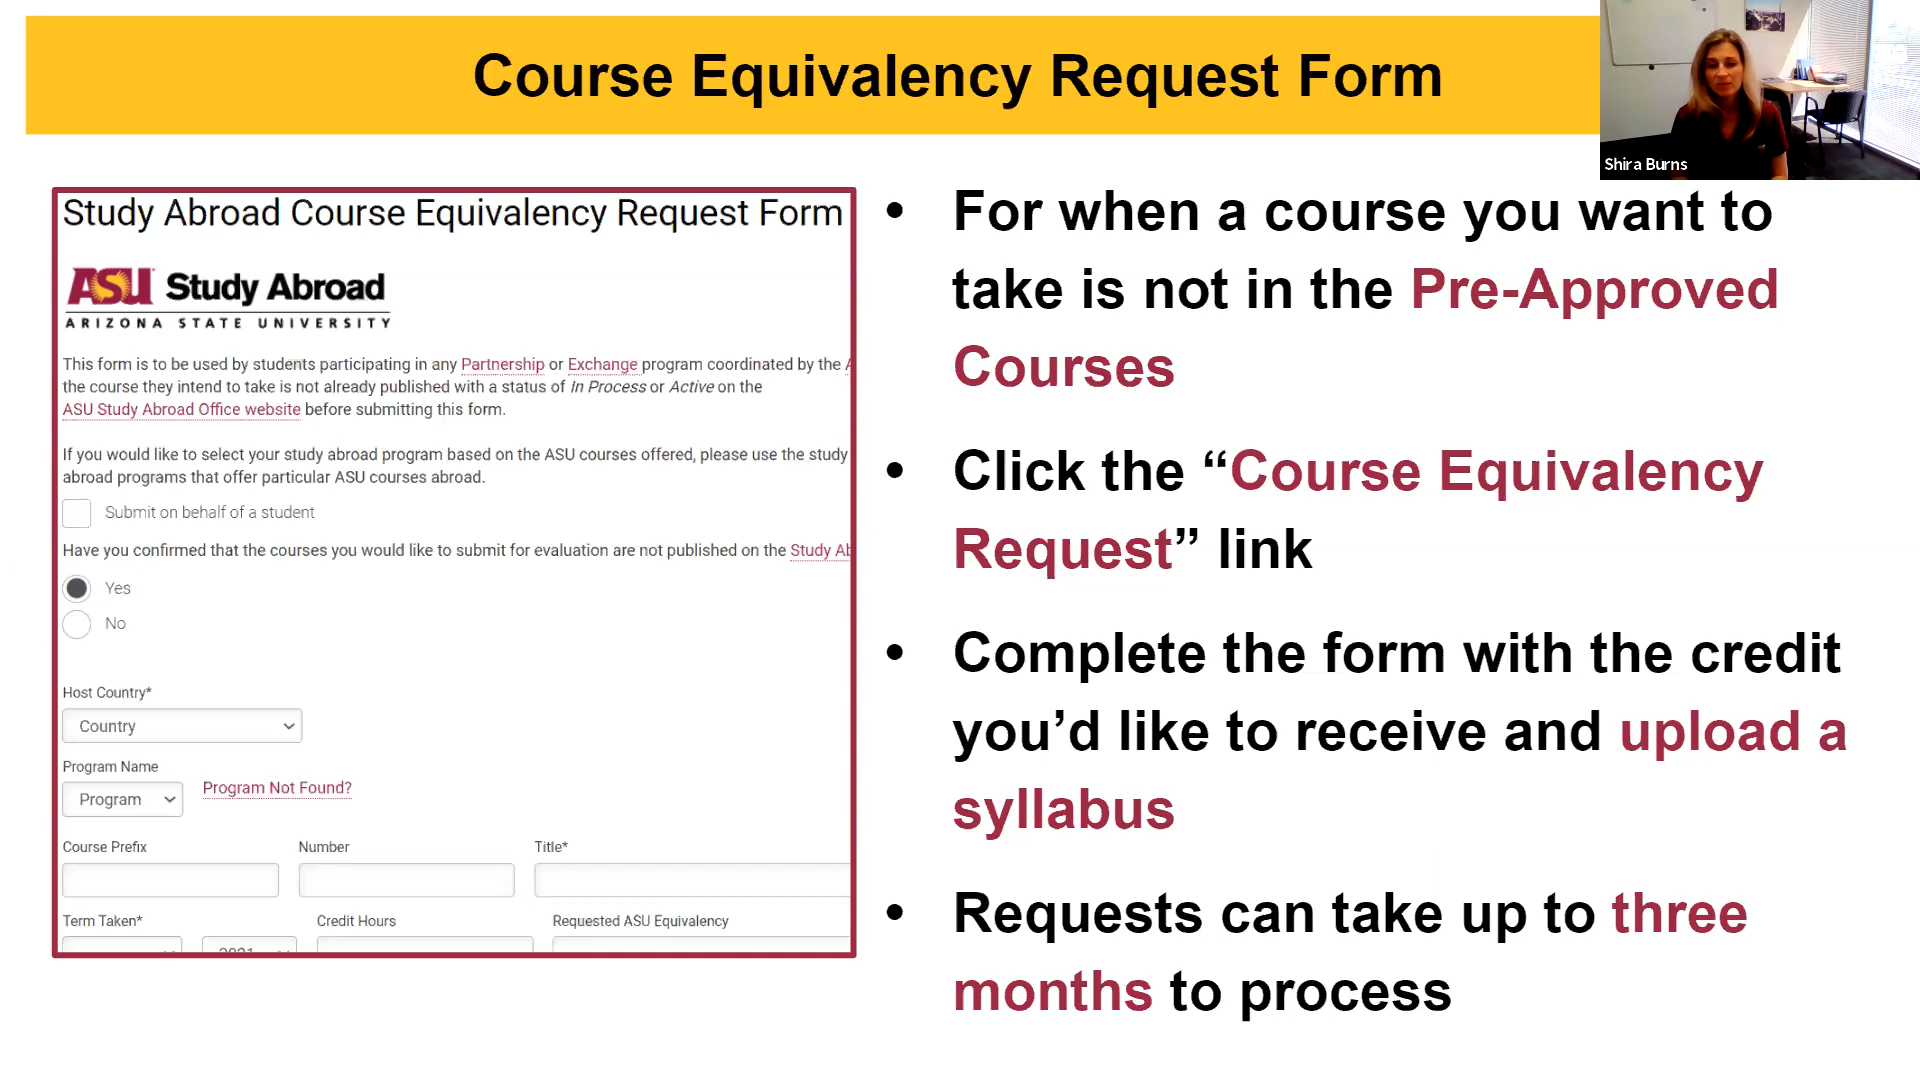 Course Equivalency Request Form
Shira Burns
Study Abroad Course Equivalency Request Form
ASU Study Abroad
ARIZONA STATE UNIVERSITY
This form is to be used by students participating in any Partnership or Exchange program coordinated by the A
the course they intend to take is not already published with a status of In Process or Active on the
ASU Study Abroad Office website before submitting this form.
If you would like to select your study abroad program based on the ASU courses offered, please use the study
abroad programs that offer particular ASU courses abroad.
Submit on behalf of a student
Have you confirmed that the courses you would like to submit for evaluation are not published on the Study Ab
Yes
No
Host Country*
Country
Program Name
Program
Program Not Found?
Course Prefix
Number
Title*
Term Taken*
Credit Hours
Requested ASU Equivalency
2021
• For when a course you want to
take is not in the Pre-Approved
Courses
• Click the “Course Equivalency
Request” link
• Complete the form with the credit
you’d like to receive and upload a
syllabus
• Requests can take up to three
months to process